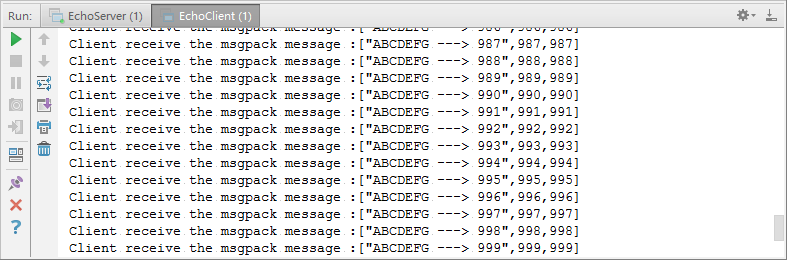 Run: EchoServer (1) EchoClient (1)
Client receive the msgpack message :["ABCDEFG ---> 986",986,986]
Client receive the msgpack message :["ABCDEFG ---> 987",987,987]
Client receive the msgpack message :["ABCDEFG ---> 988",988,988]
Client receive the msgpack message :["ABCDEFG ---> 989",989,989]
Client receive the msgpack message :["ABCDEFG ---> 990",990,990]
Client receive the msgpack message :["ABCDEFG ---> 991",991,991]
Client receive the msgpack message :["ABCDEFG ---> 992",992,992]
Client receive the msgpack message :["ABCDEFG ---> 993",993,993]
Client receive the msgpack message :["ABCDEFG ---> 994",994,994]
Client receive the msgpack message :["ABCDEFG ---> 995",995,995]
Client receive the msgpack message :["ABCDEFG ---> 996",996,996]
Client receive the msgpack message :["ABCDEFG ---> 997",997,997]
Client receive the msgpack message :["ABCDEFG ---> 998",998,998]
Client receive the msgpack message :["ABCDEFG ---> 999",999,999]